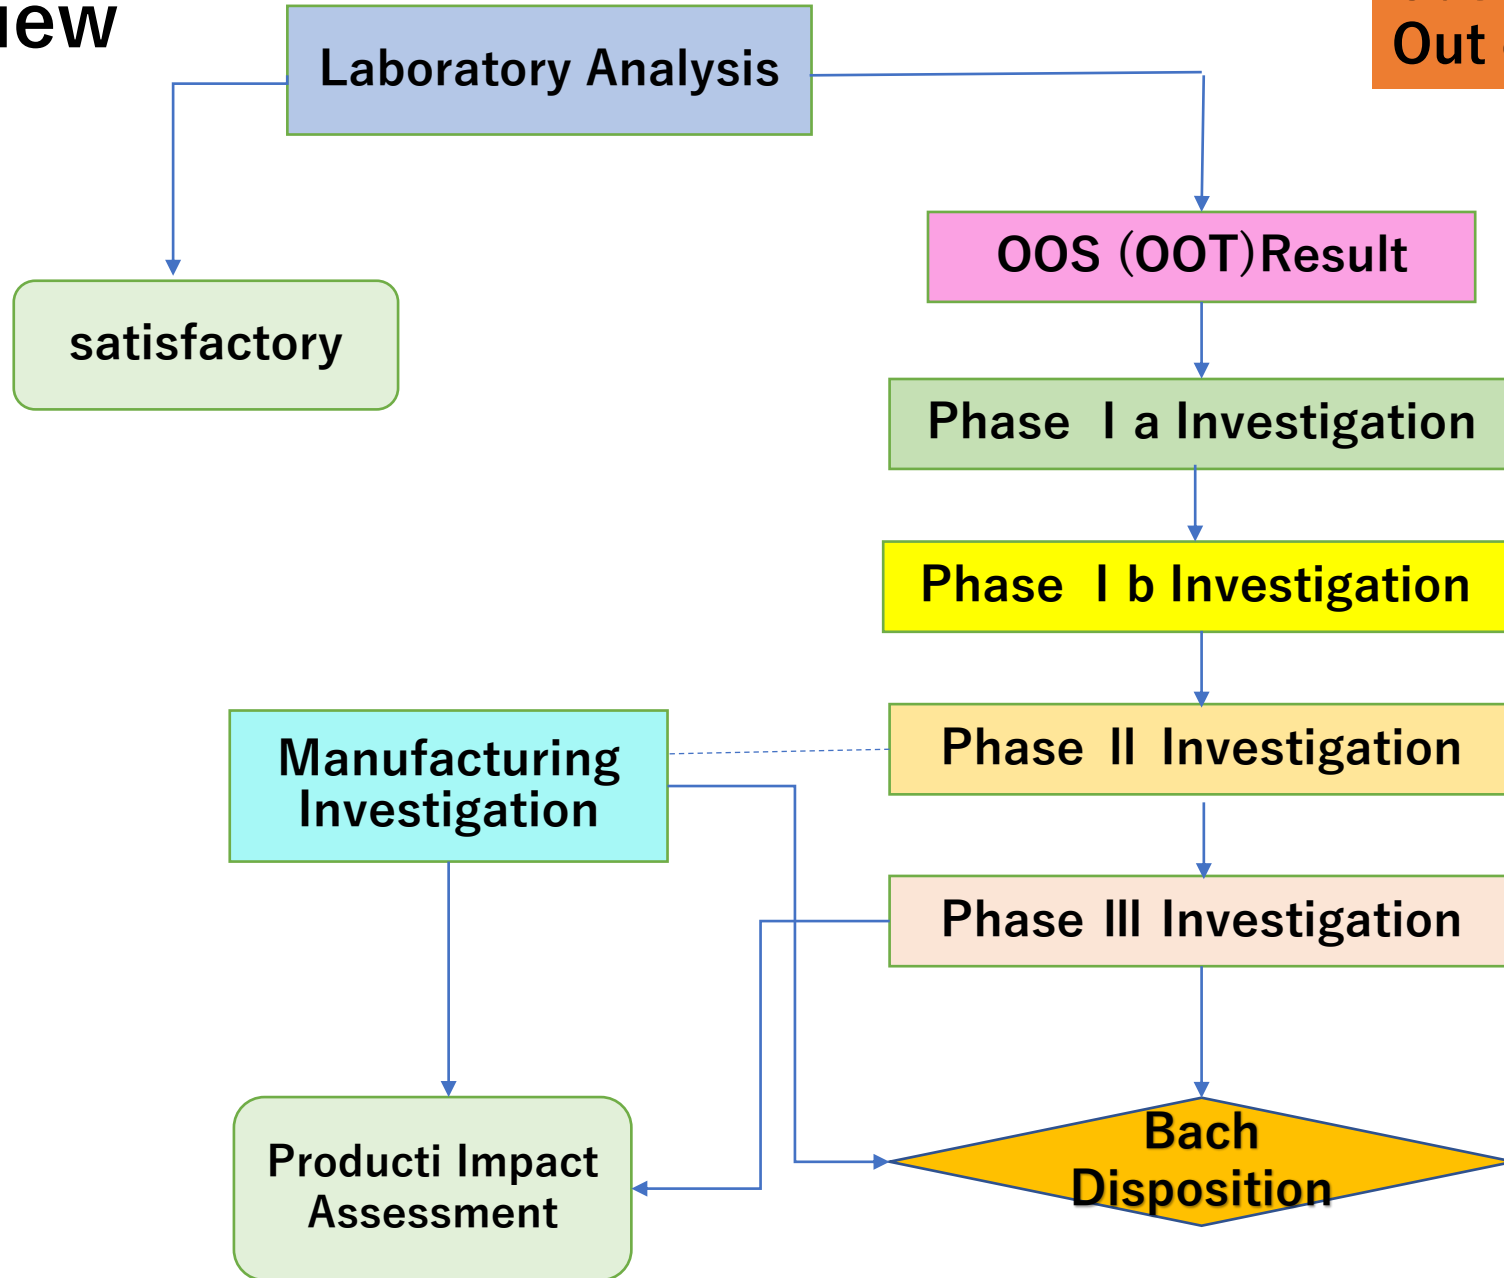 Laboratory Analysis
Out
OOS (OOT)Result
satisfactory
Phase Ⅰa Investigation
Phase Ⅰb Investigation
Manufacturing
Investigation
Phase Ⅱ Investigation
Phase Ⅲ Investigation
Producti Impact
Assessment
Bach
Disposition